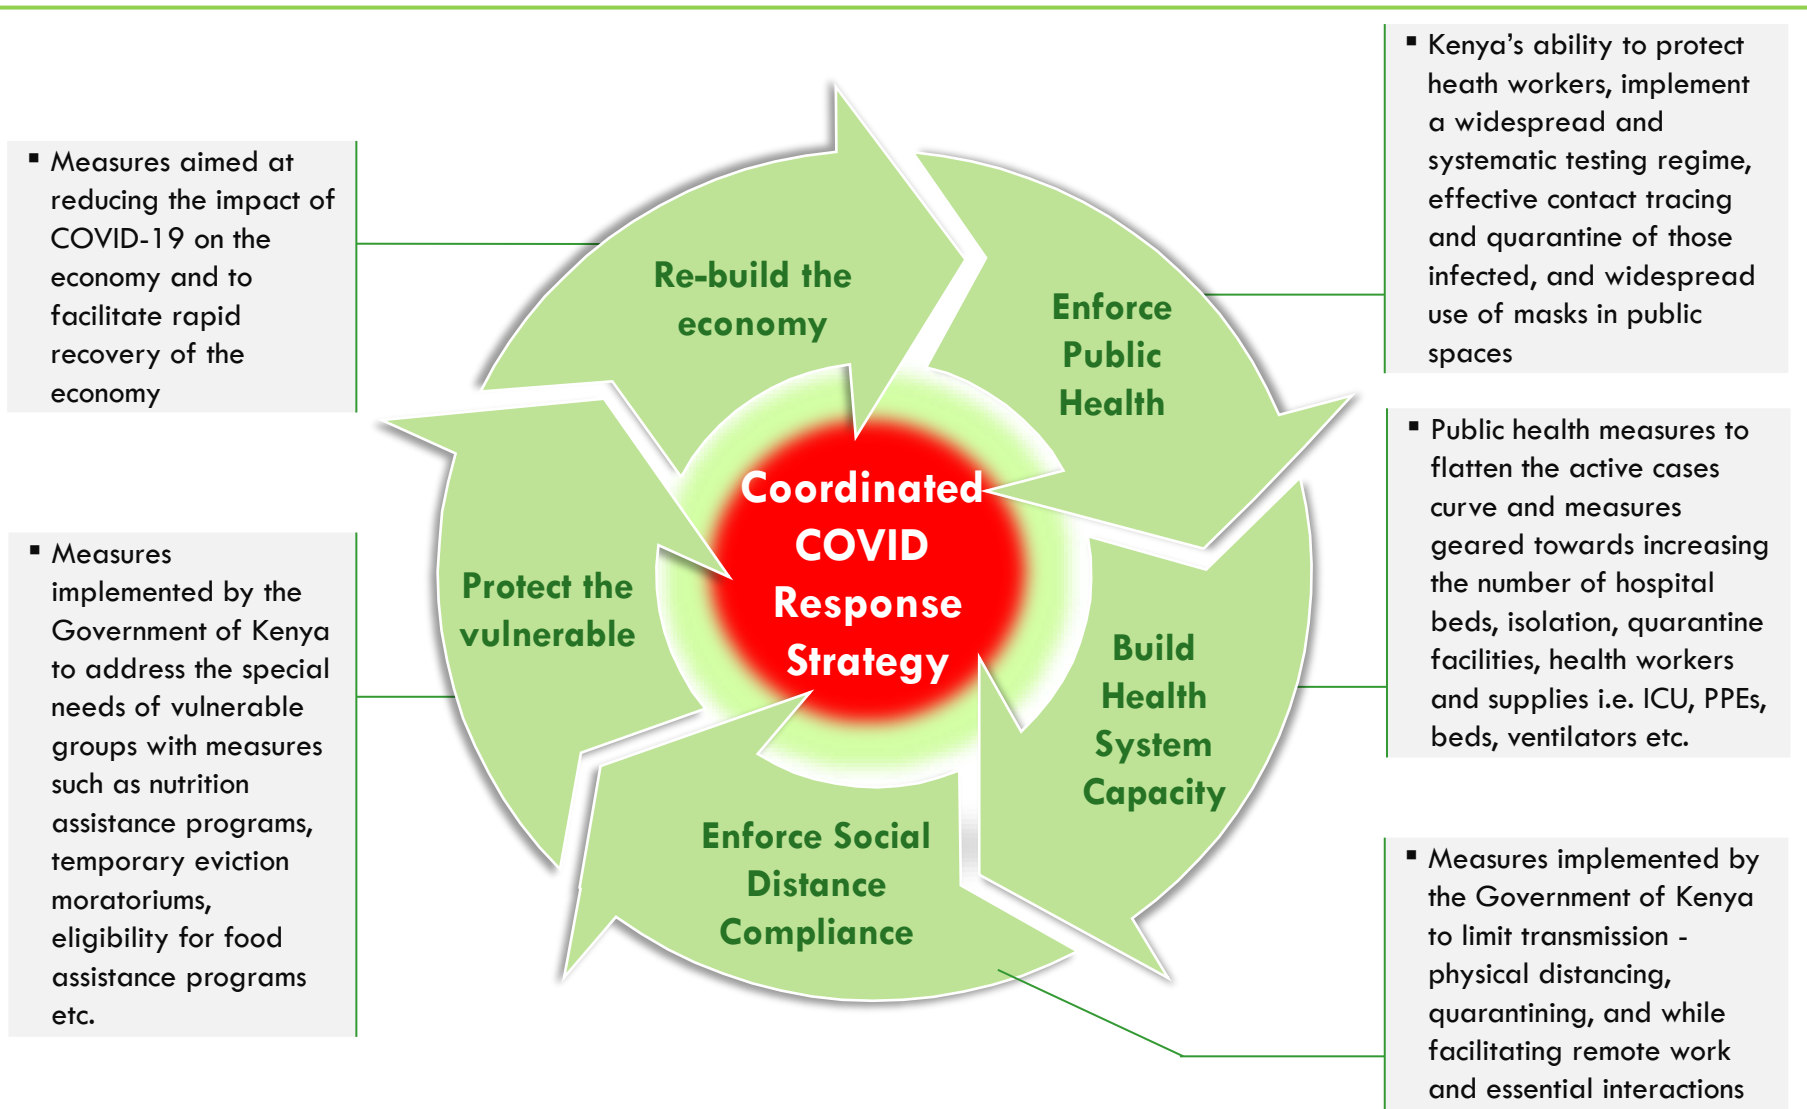 ▪ Kenya’s ability to protect
heath workers, implement
a widespread and
systematic testing regime,
effective contact tracing
and quarantine of those
infected, and widespread
use of masks in public
spaces
▪ Measures aimed at
reducing the impact of
COVID-19 on the
economy and to
facilitate rapid
recovery of the
economy
Re-build the
economy
Enforce
Public
Health
▪ Public health measures to
flatten the active cases
curve and measures
geared towards increasing
the number of hospital
beds, isolation, quarantine
facilities, health workers
and supplies i.e. ICU, PPEs,
beds, ventilators etc.
Coordinated
COVID
Response
Strategy
▪ Measures
implemented by the
Government of Kenya
to address the special
needs of vulnerable
groups with measures
such as nutrition
assistance programs,
temporary eviction
moratoriums,
eligibility for food
assistance programs
etc.
Protect the
vulnerable
Build
Health
System
Capacity
Enforce Social
Distance
Compliance
▪ Measures implemented by
the Government of Kenya
to limit transmission -
physical distancing,
quarantining, and while
facilitating remote work
and essential interactions